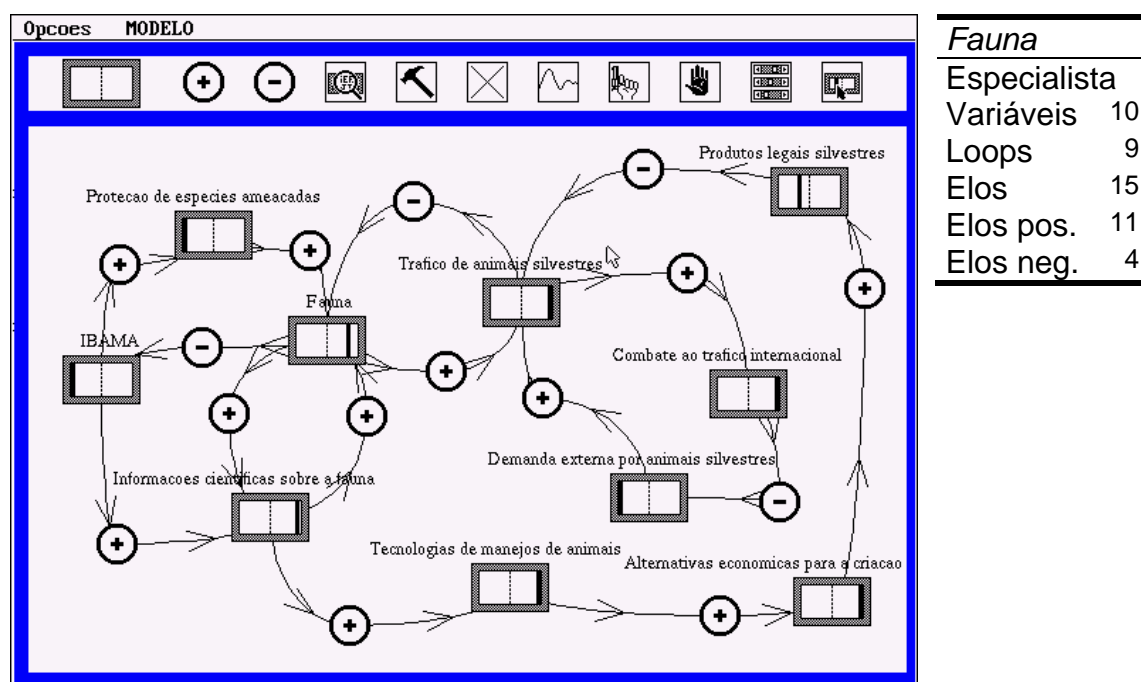 Opcoes MODELO
Produtos legais silvestres
Protecao de especies ameacadas
Trafico de animais silvestres
Fauna
IBAMA
Combate ao trafico internacional
Demanda externa por animais silvestres
Informacoes cientificas sobre a fauna
Tecnologias de manejos de animais
Alternativas economicas para a criacao
Fauna
Especialista
Variáveis 10
Loops 9
Elos 15
Elos pos. 11
Elos neg. 4